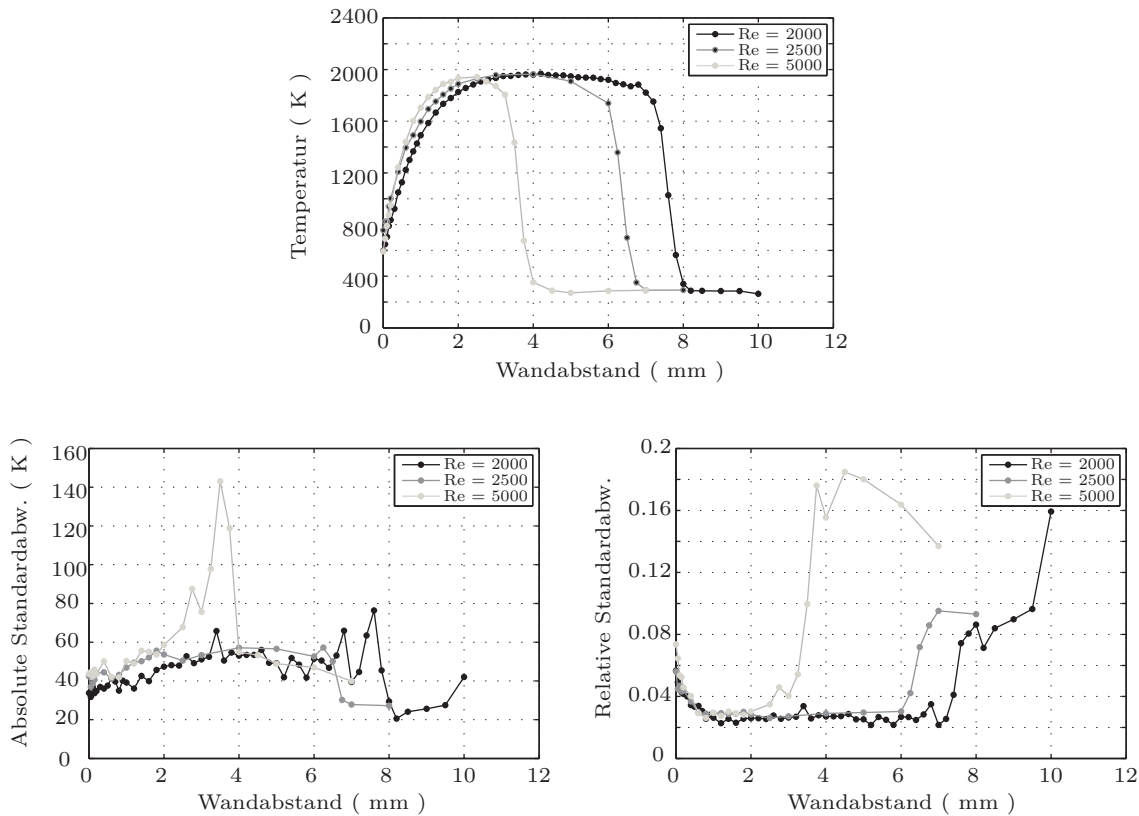 2400
2000
1600
1200
800
400
0
Temperatur ( K )
Re = 2000
Re = 2500
Re = 5000
0 2 4 6 8 10 12
Wandabstand ( mm )
160
140
120
100
80
60
40
20
0
Absolute Standardabw. ( K )
Re = 2000
Re = 2500
Re = 5000
0 2 4 6 8 10 12
Wandabstand ( mm )
0.2
0.16
0.12
0.08
0.04
0
Relative Standardabw.
Re = 2000
Re = 2500
Re = 5000
0 2 4 6 8 10 12
Wandabstand ( mm )